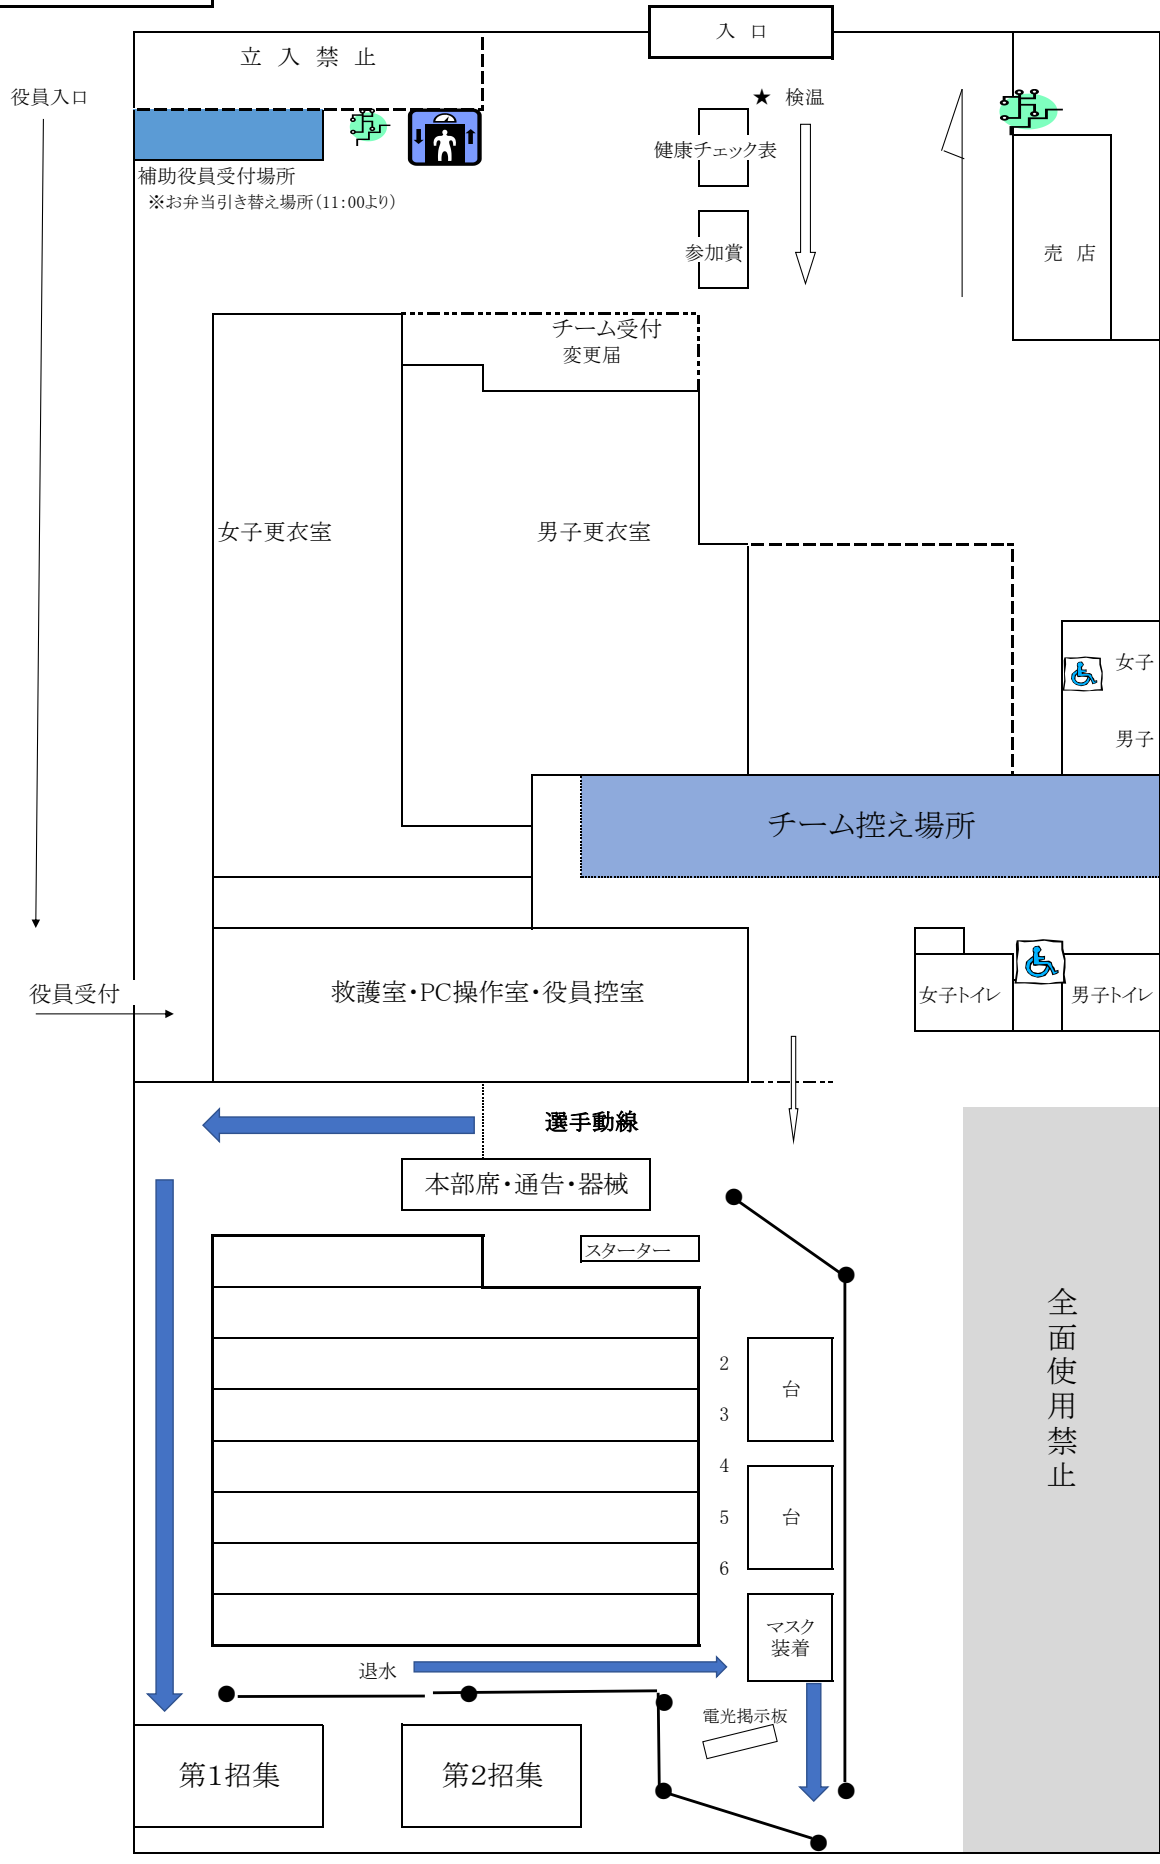 入 口
立 入 禁 止
役員入口
★ 検温
健康チェック表
補助役員受付場所
※お弁当引き替え場所(11:00より)
参加賞
売 店
チーム受付
変更届
女子更衣室
男子更衣室
女子
男子
チーム控え場所
役員受付
救護室・PC操作室・役員控室
女子トイレ
男子トイレ
選手動線
本部席・通告・器械
スターター
全面使用禁止
2
台
3
4
5
台
6
マスク
装着
退水
電光掲示板
第1招集
第2招集